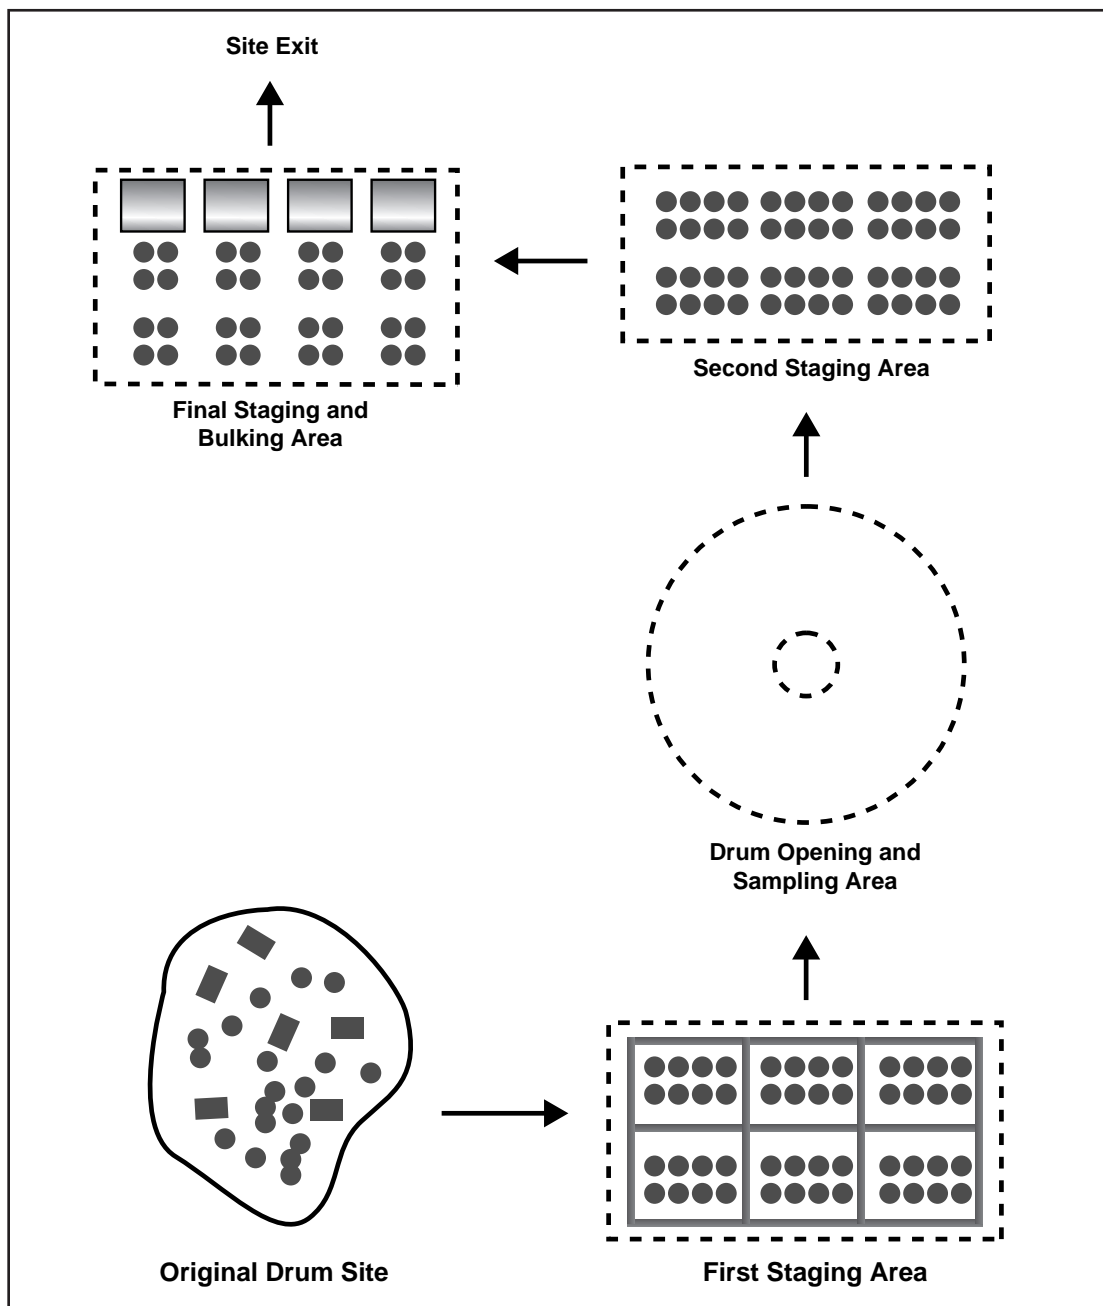 Site Exit
Final Staging and
Bulking Area
Second Staging Area
Drum Opening and
Sampling Area
Original Drum Site
First Staging Area